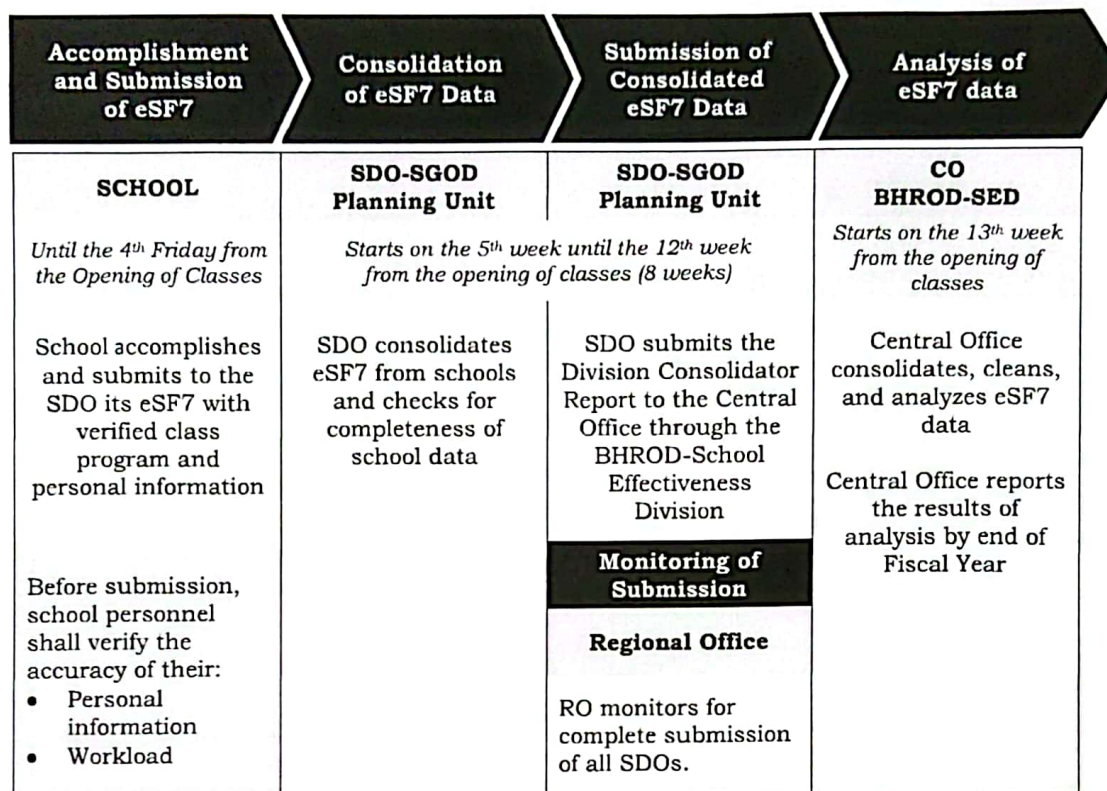 Accomplishment
and Submission
of eSF7
Consolidation
of eSF7 Data
Submission of
Consolidated
eSF7 Data
Analysis of
eSF7 data
SCHOOL
Until the 4th Friday from
the Opening of Classes
School accomplishes
and submits to the
SDO its eSF7 with
verified class
program and
personal information
Before submission,
school personnel
shall verify the
accuracy of their:
• Personal
information
• Workload
SDO-SGOD
Planning Unit
SDO-SGOD
Planning Unit
Starts on the 5th week until the 12th week
from the opening of classes (8 weeks)
SDO consolidates
eSF7 from schools
and checks for
completeness of
school data
SDO submits the
Division Consolidator
Report to the Central
Office through the
BHROD-School
Effectiveness
Division
Monitoring of
Submission
Regional Office
RO monitors for
complete submission
of all SDOs.
CO
BHROD-SED
Starts on the 13th week
from the opening of
classes
Central Office
consolidates, cleans,
and analyzes eSF7
data
Central Office reports
the results of
analysis by end of
Fiscal Year